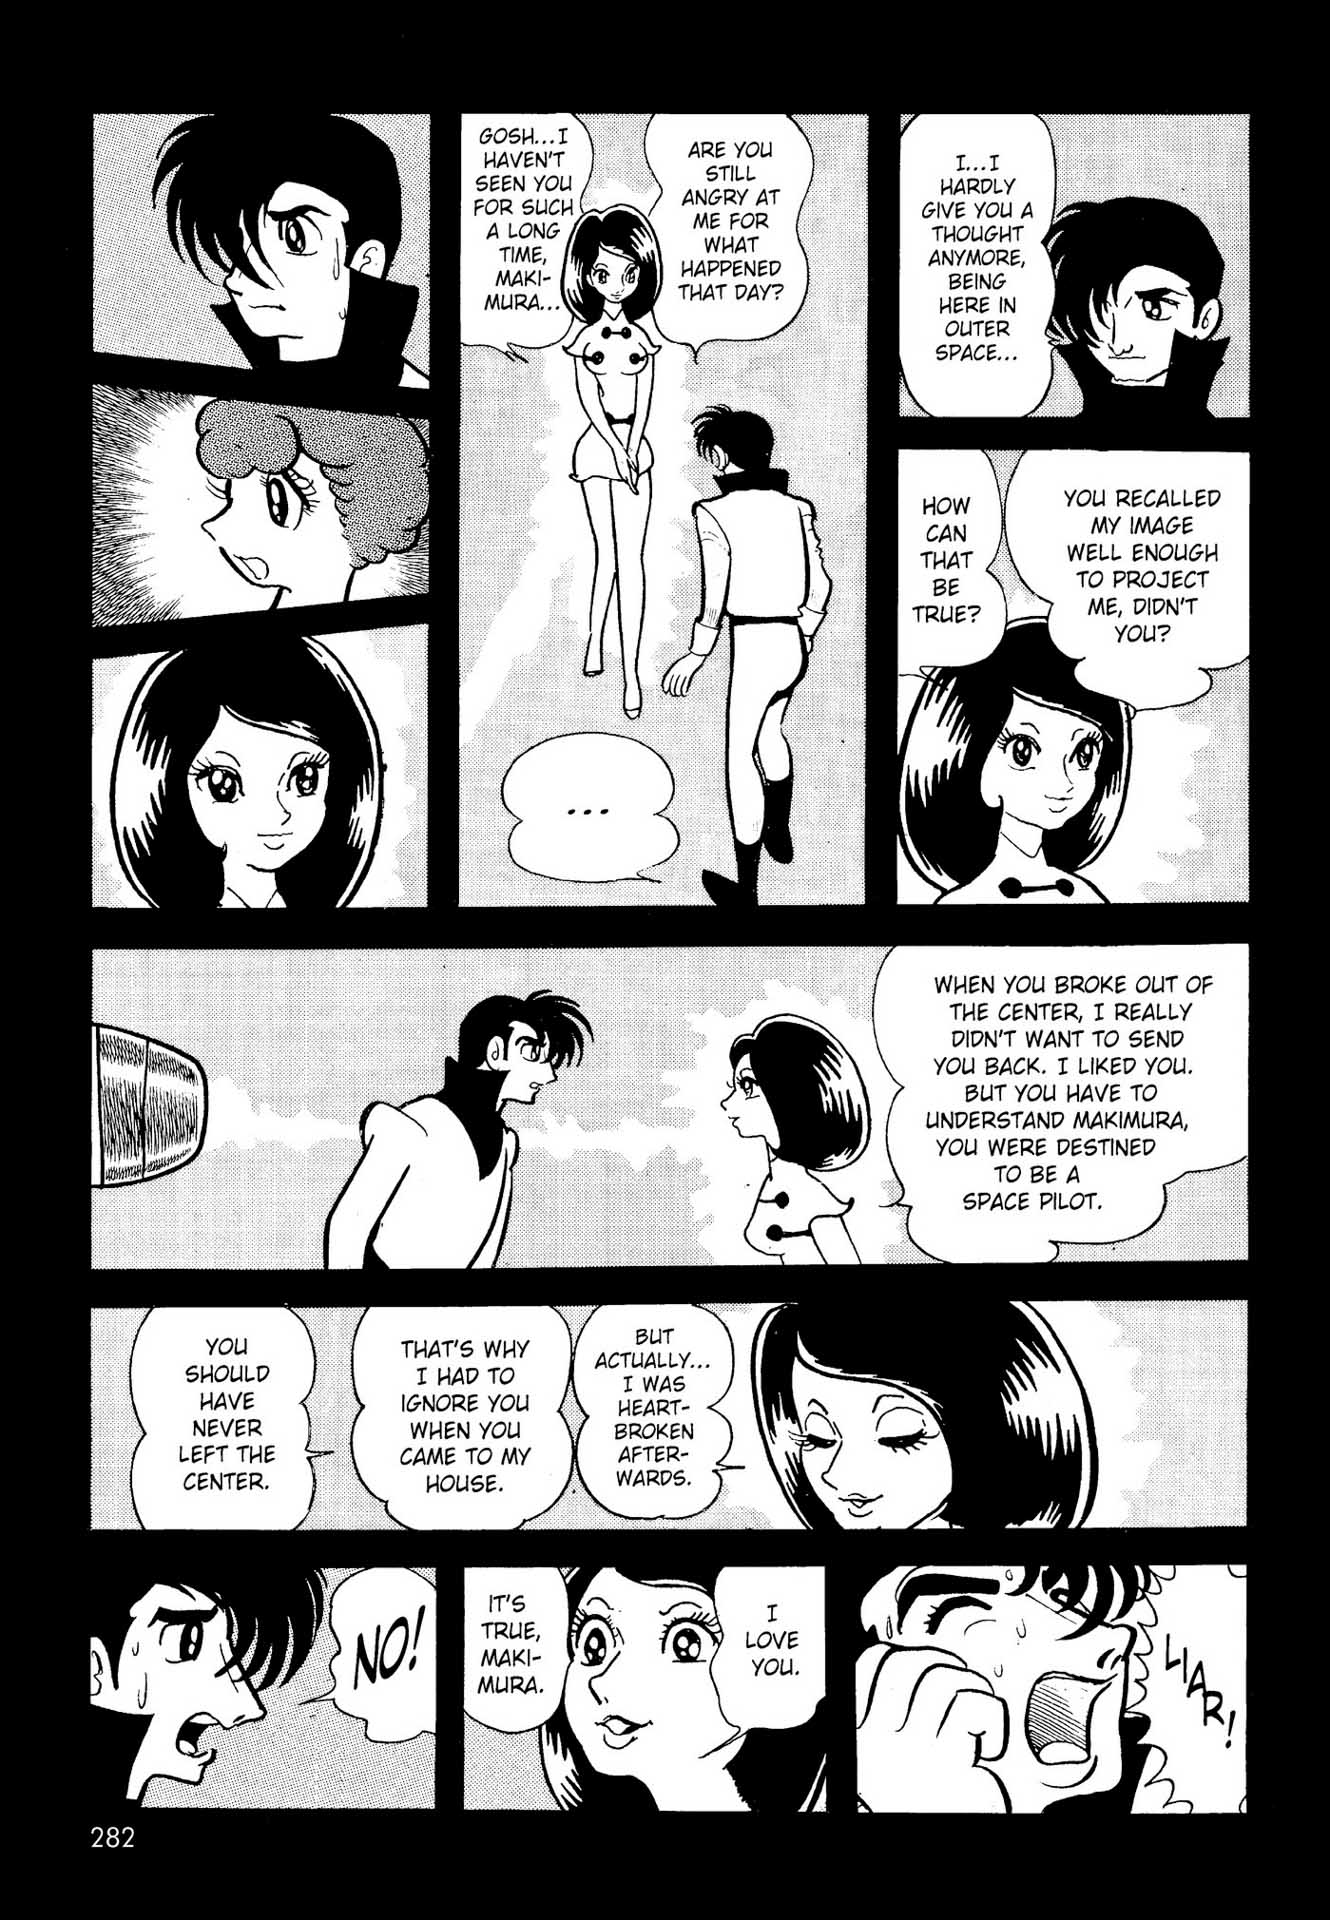 GOSH...I
HAVEN'T
SEEN YOU
FOR SUCH
A LONG
TIME,
MAKI-
MURA...
ARE YOU
STILL
ANGRY AT
ME FOR
WHAT
HAPPENED
THAT DAY?
...
I...I
HARDLY
GIVE YOU A
THOUGHT
ANYMORE,
BEING
HERE IN
OUTER
SPACE...
HOW
CAN
THAT
BE
TRUE?
YOU RECALLED
MY IMAGE
WELL ENOUGH
TO PROJECT
ME, DIDN'T
YOU?
WHEN YOU BROKE OUT OF
THE CENTER, I REALLY
DIDN'T WANT TO SEND
YOU BACK. I LIKED YOU.
BUT YOU HAVE TO
UNDERSTAND MAKIMURA,
YOU WERE DESTINED
TO BE A
SPACE PILOT.
YOU
SHOULD
HAVE
NEVER
LEFT THE
CENTER.
THAT'S WHY
I HAD TO
IGNORE YOU
WHEN YOU
CAME TO MY
HOUSE.
BUT
ACTUALLY...
I WAS
HEART-
BROKEN
AFTER-
WARDS.
NO!
IT'S
TRUE,
MAKI-
MURA.
I
LOVE
YOU.
LIAR!
282